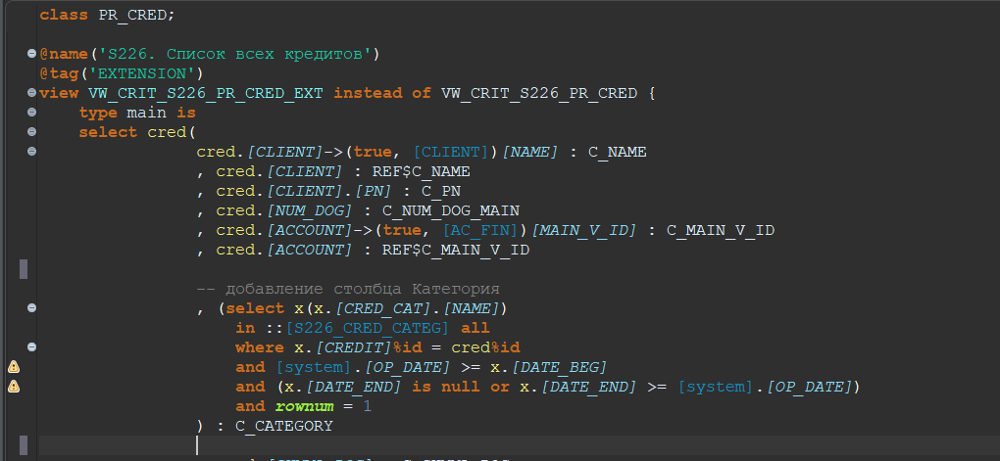 class PR_CRED;
@name('S226. Список всех кредитов')
@tag('EXTENSION')
view VW_CRIT_S226_PR_CRED_EXT instead of VW_CRIT_S226_PR_CRED {
type main is
select cred(
cred.[CLIENT]->(true, [CLIENT])[NAME] : C_NAME
, cred.[CLIENT] : REF$C_NAME
, cred.[CLIENT].[PN] : C_PN
, cred.[NUM_DOG] : C_NUM_DOG_MAIN
, cred.[ACCOUNT]->(true, [AC_FIN])[MAIN_V_ID] : C_MAIN_V_ID
, cred.[ACCOUNT] : REF$C_MAIN_V_ID
-- добавление столбца Категория
, (select x(x.[CRED_CAT].[NAME])
in ::[S226_CRED_CATEG] all
where x.[CREDIT]%id = cred%id
and [system].[OP_DATE] >= x.[DATE_BEG]
and (x.[DATE_END] is null or x.[DATE_END] >= [system].[OP_DATE])
and rownum = 1
) : C_CATEGORY